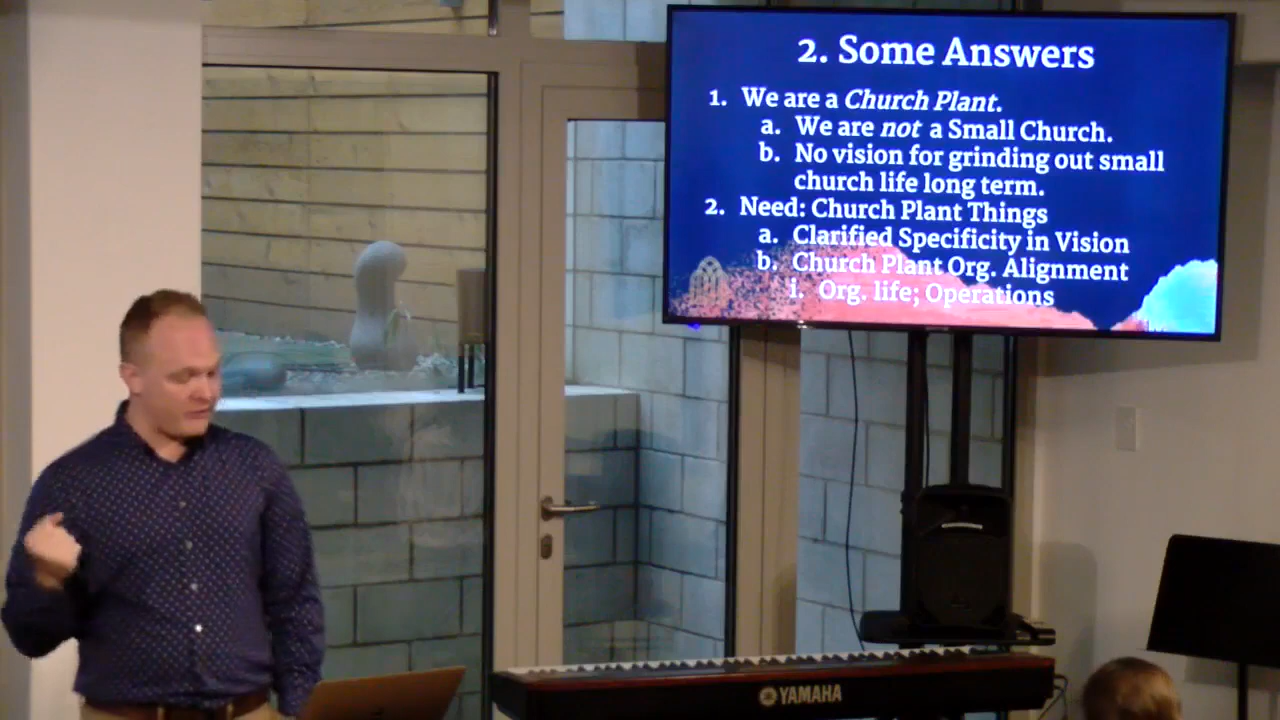 2. Some Answers
1. We are a Church Plant.
a. We are not a Small Church.
b. No vision for grinding out small
church life long term.
2. Need: Church Plant Things
a. Clarified Specificity in Vision
b. Church Plant Org. Alignment
i. Org. life; Operations
YAMAHA